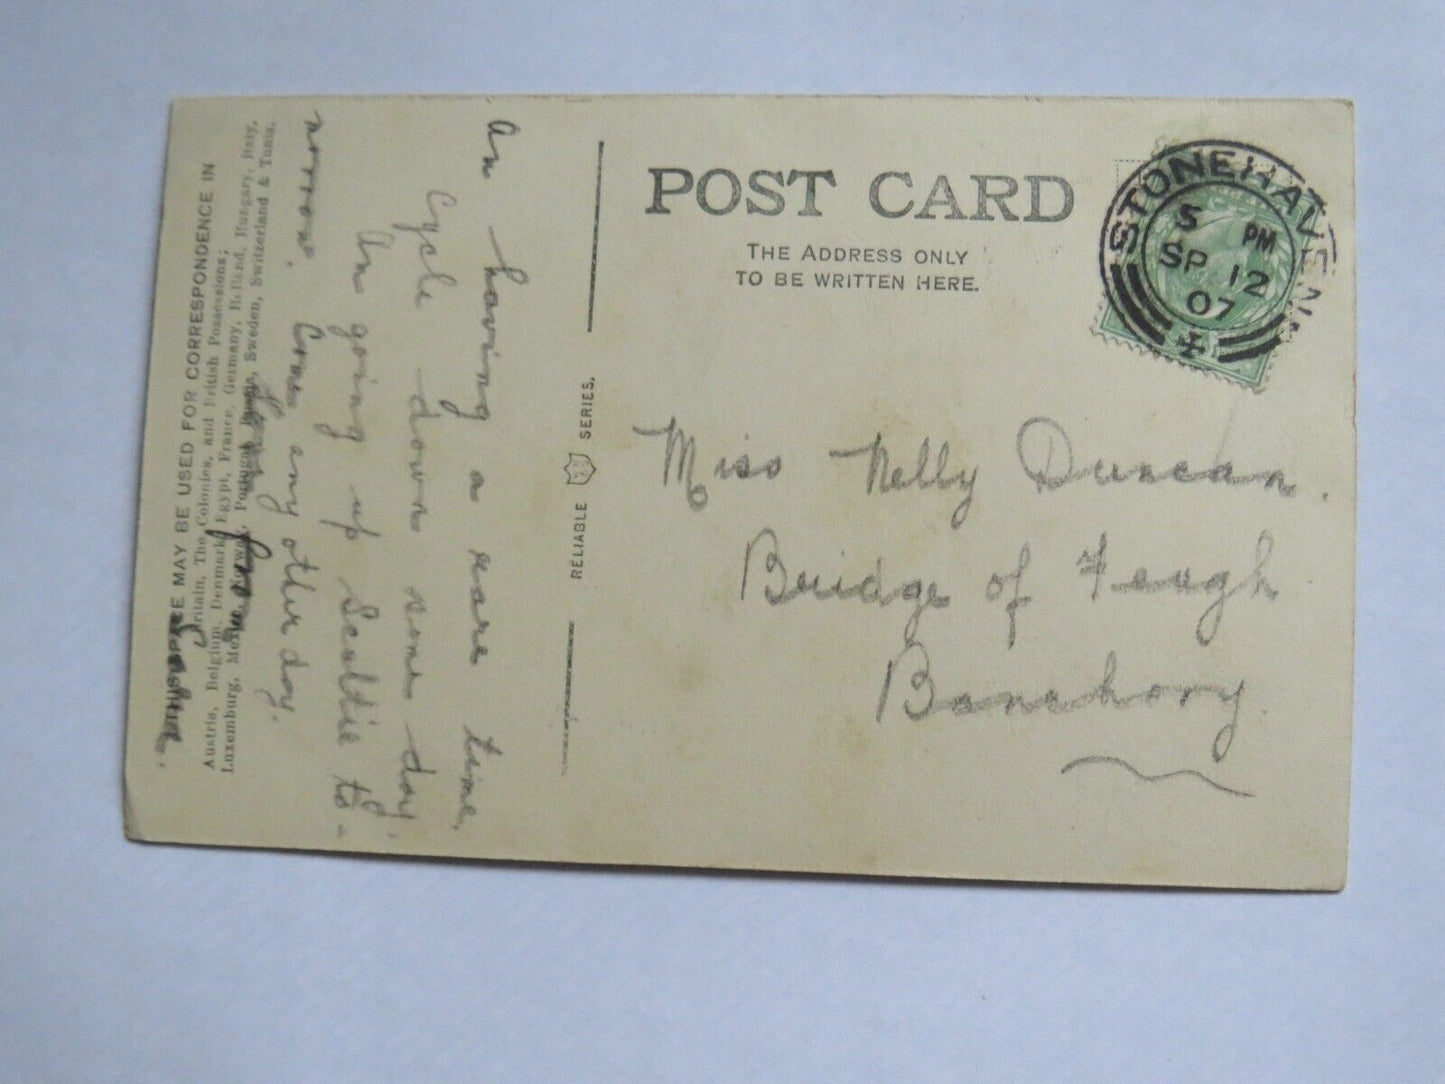 POST CARD
THE ADDRESS ONLY
TO BE WRITTEN HERE.
STONEHAVEN
5 PM
SP 12
07
Miss Nelly Duncan.
Bridge of Feugh
Banchory.
RELIABLE SERIES.
An having a rare time.
Cycle down some day.
Am going up Scoltie to-
morrow. Come any other day.
THIS SPACE MAY BE USED FOR CORRESPONDENCE IN
Britain, The Colonies, and British Possessions;
Austria, Belgium, Denmark, Egypt, France, Germany, Holland, Hungary, Italy,
Luxemburg, Mexico, Norway, Portugal, Russia, Sweden, Switzerland & Tunis.